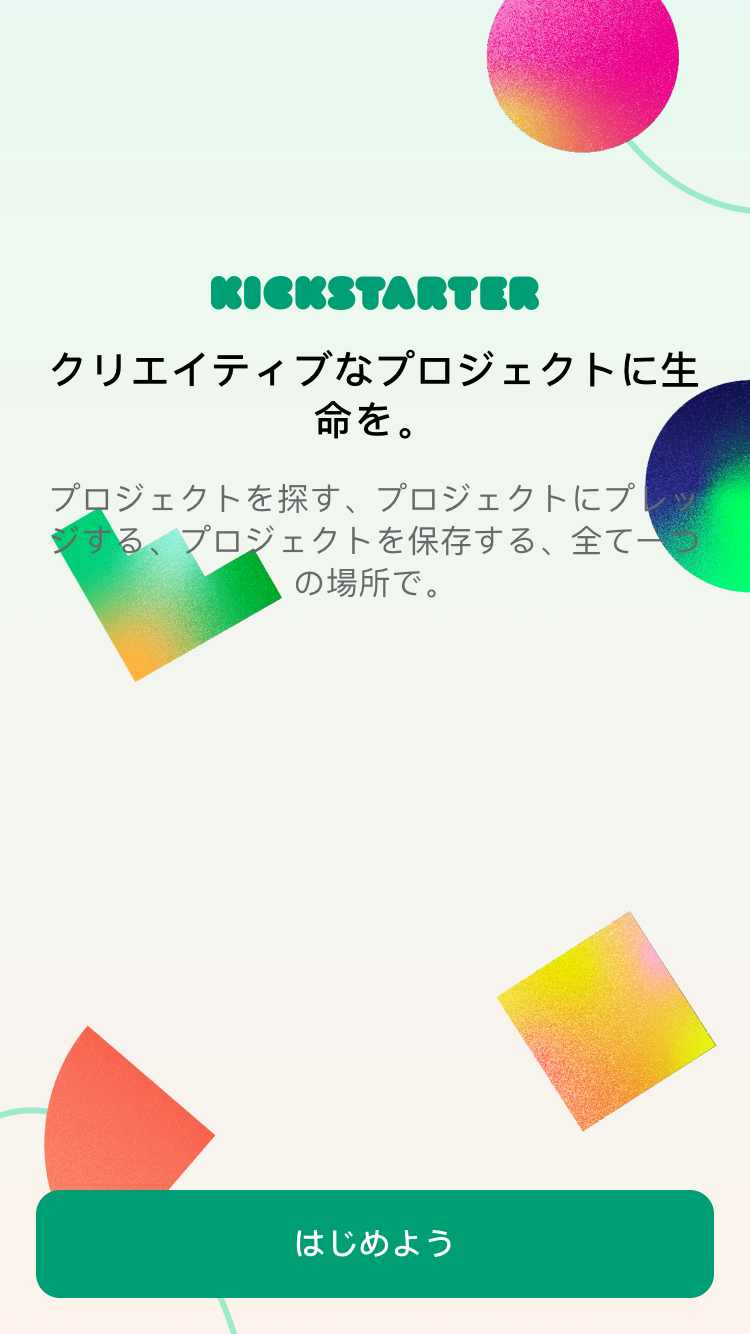 KICKSTARTER
クリエイティブなプロジェクトに生
命を。
プロジェクトを探す、プロジェクトにプレッ
ジする、プロジェクトを保存する、全て一つ
の場所で。
はじめよう